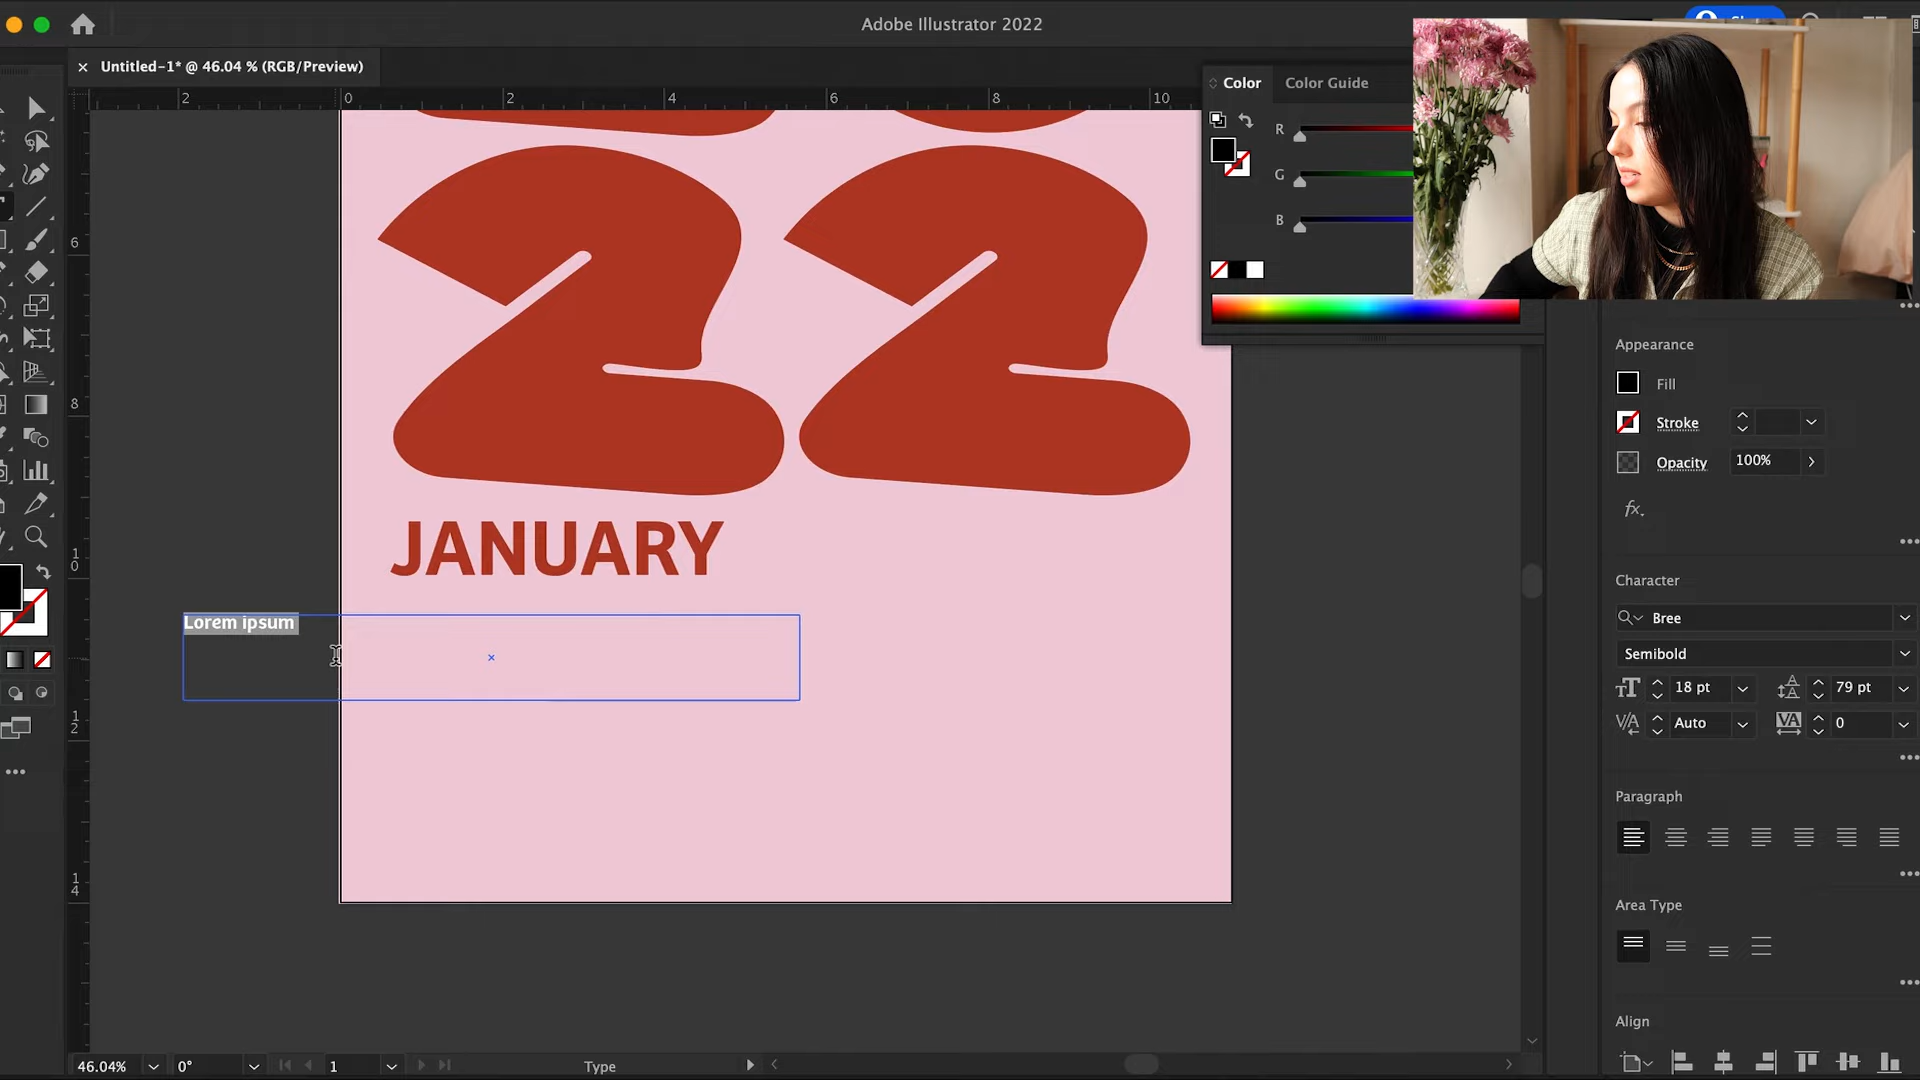 Adobe Illustrator 2022
× Untitled-1* @ 46.04 % (RGB/Preview)
2 0 2 4 6 8 10
Color Color Guide
R
G
B
6
8
10
12
14
22
JANUARY
Lorem ipsum
Appearance
Fill
Stroke
Opacity 100%
fx.
Character
Bree
Semibold
18 pt 79 pt
Auto 0
Paragraph
Area Type
Align
46.04% 0° 1 Type